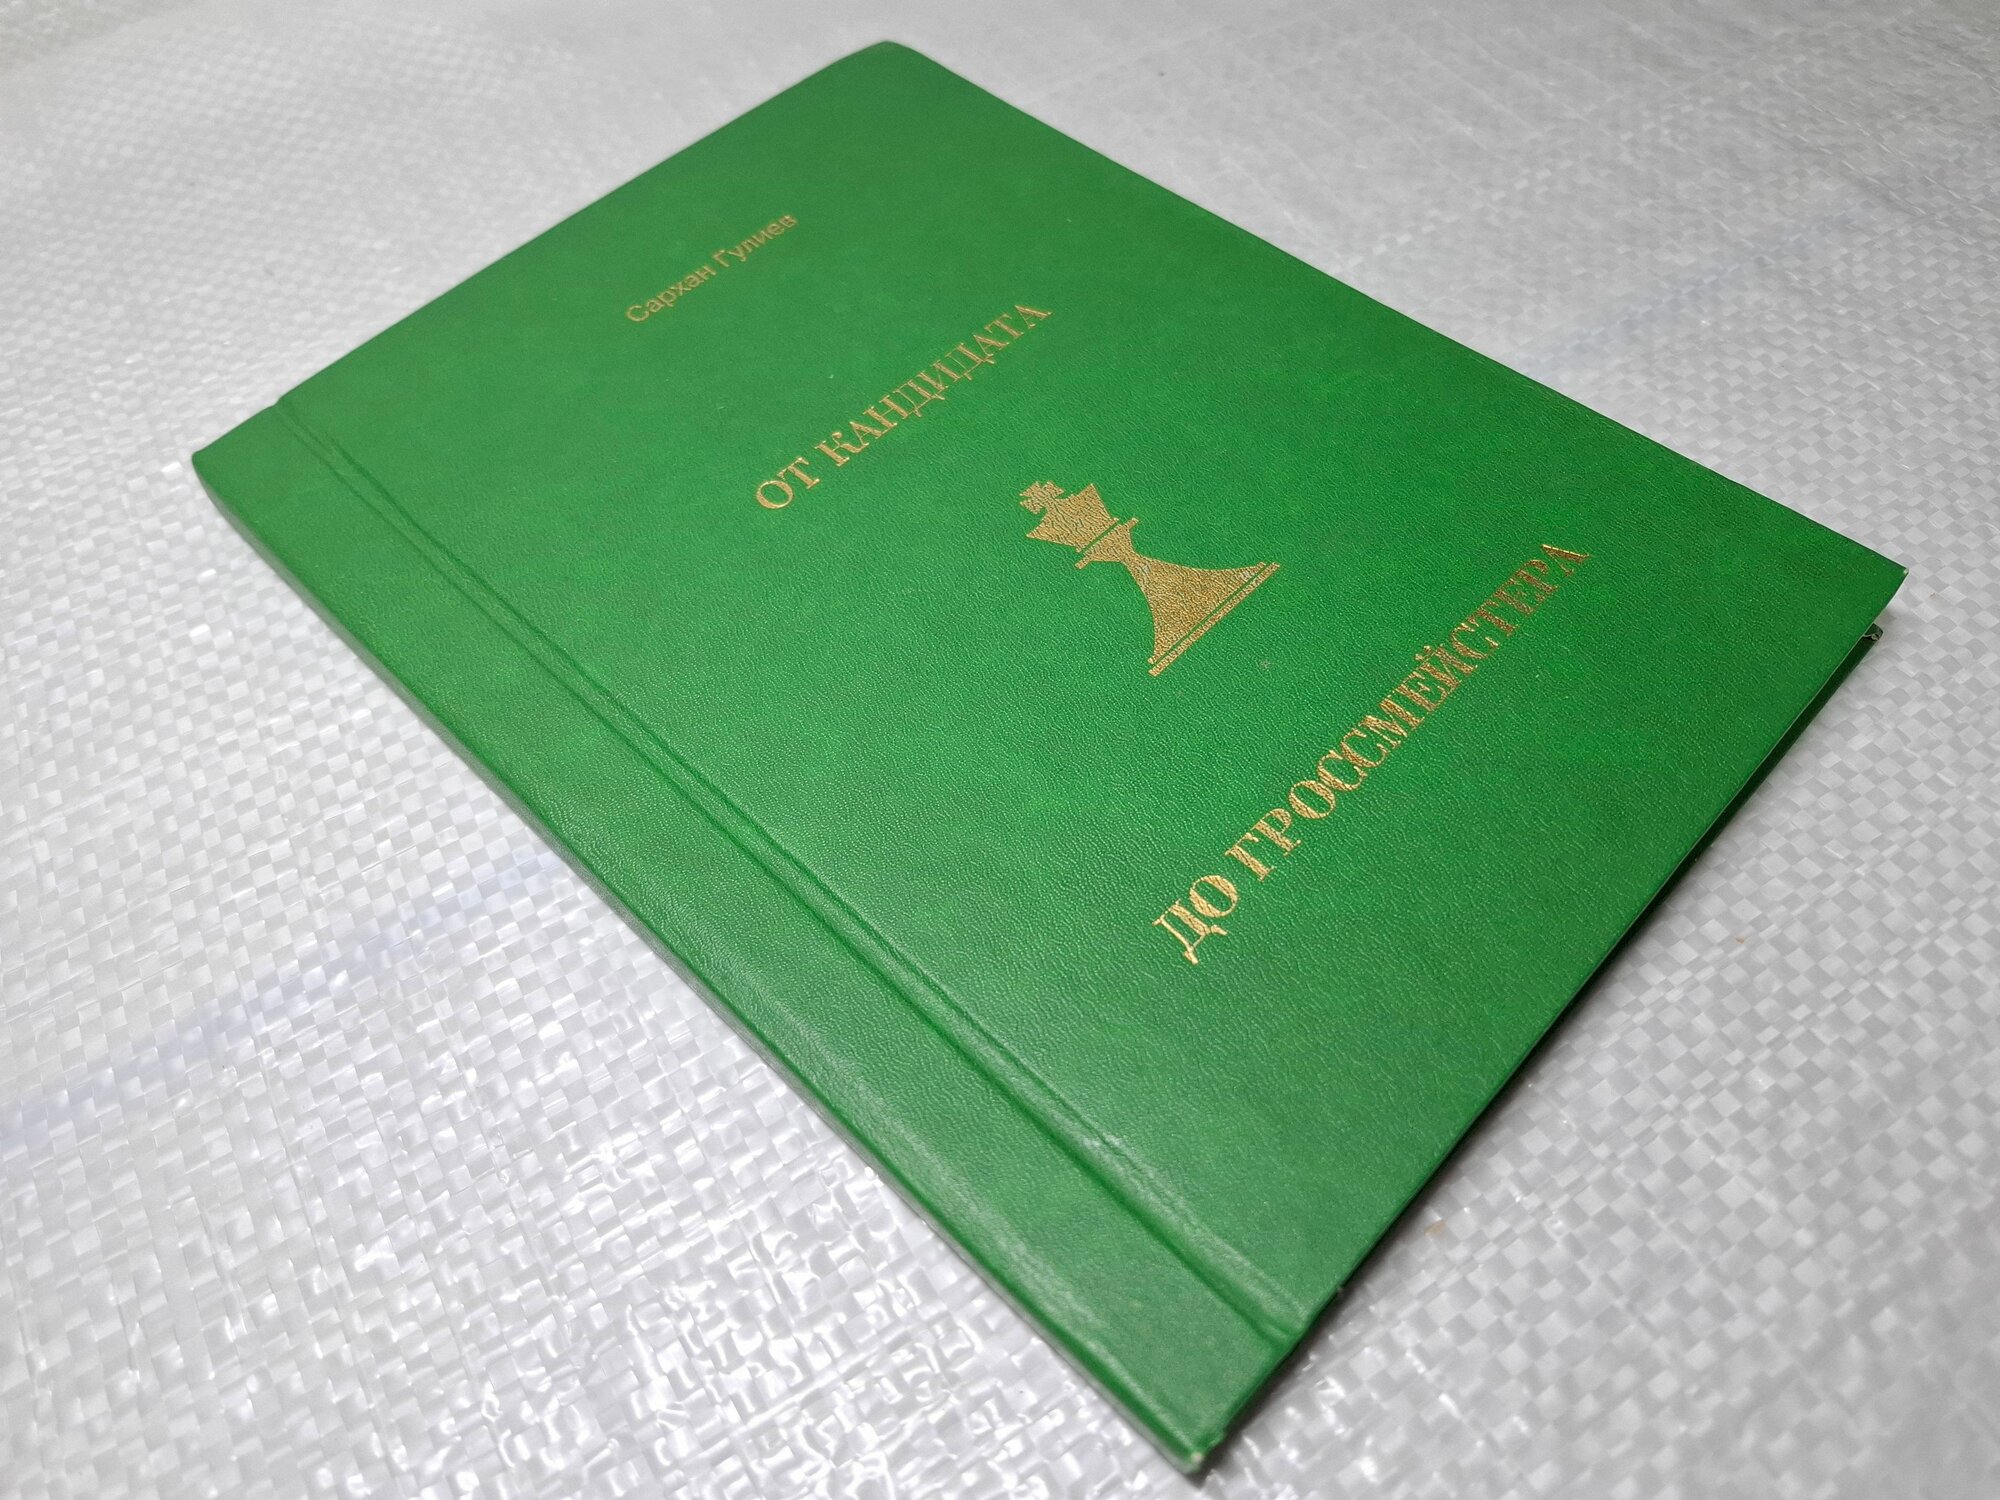 Сархан Гулиев
ОТ КАНДИДАТА
ДО ГРОССМЕЙСТЕРА